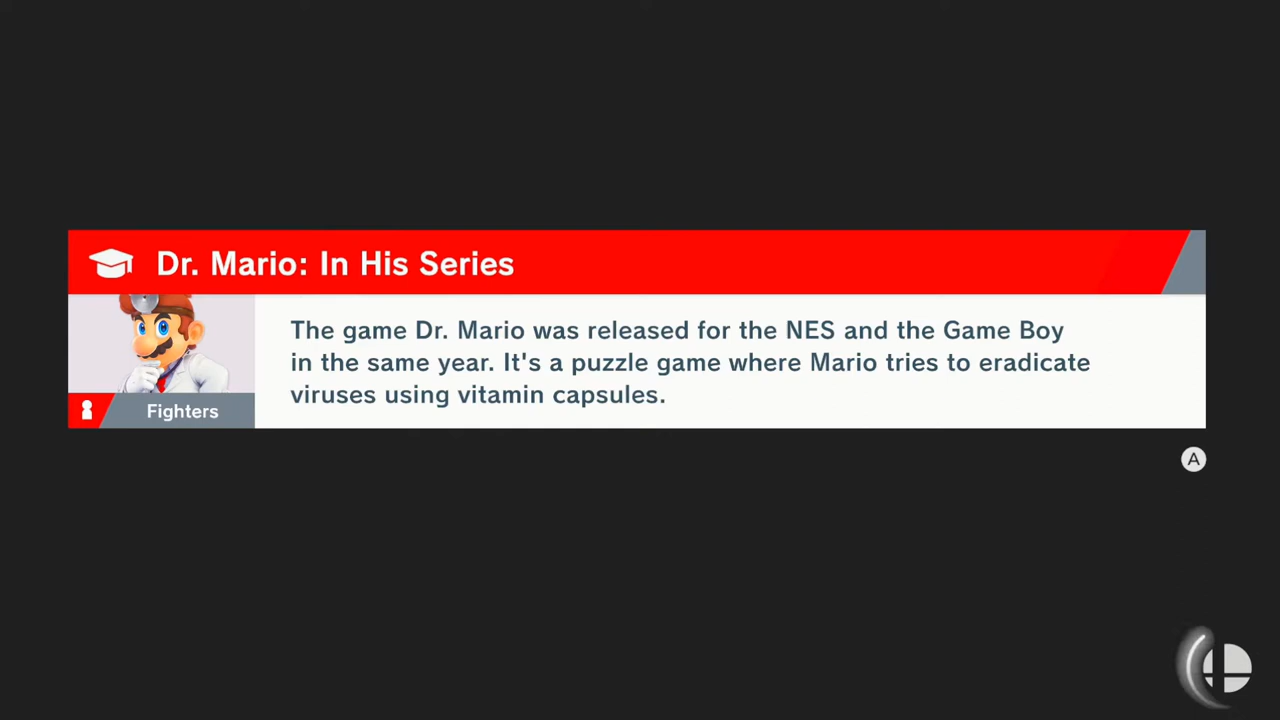 Dr. Mario: In His Series
The game Dr. Mario was released for the NES and the Game Boy
in the same year. It's a puzzle game where Mario tries to eradicate
viruses using vitamin capsules.
Fighters
A